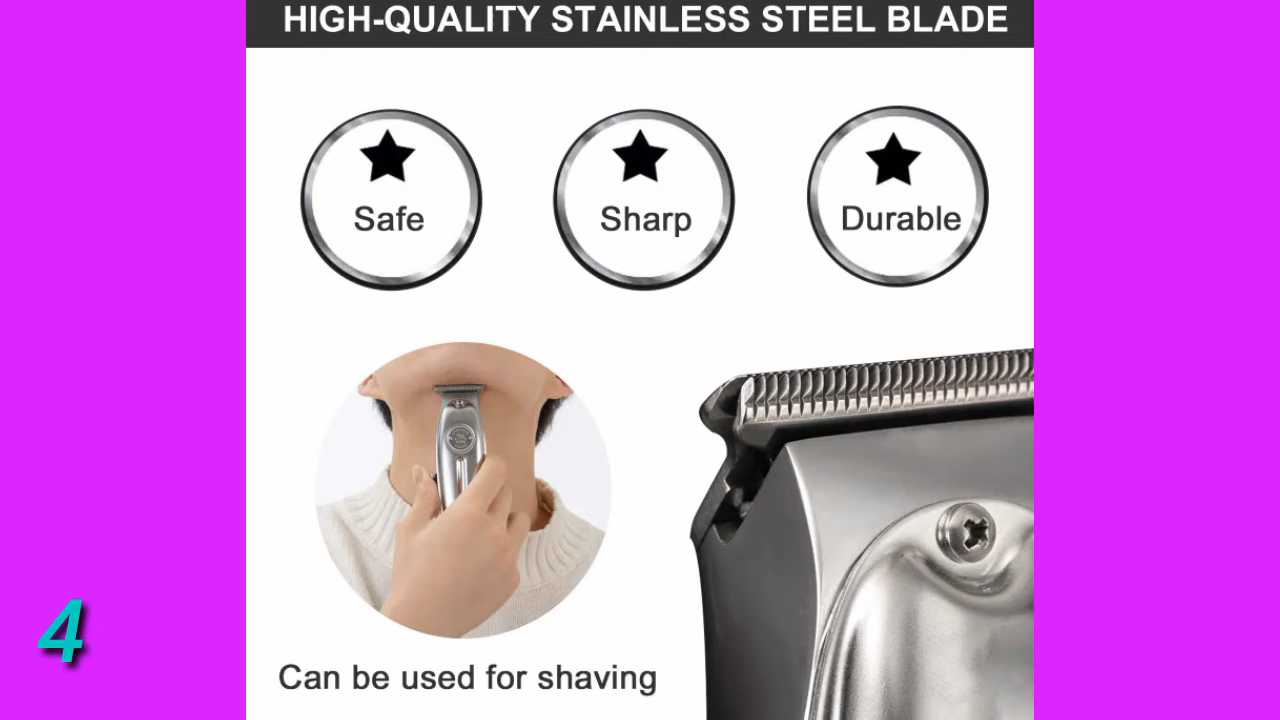 HIGH-QUALITY STAINLESS STEEL BLADE
Safe
Sharp
Durable
Can be used for shaving
4